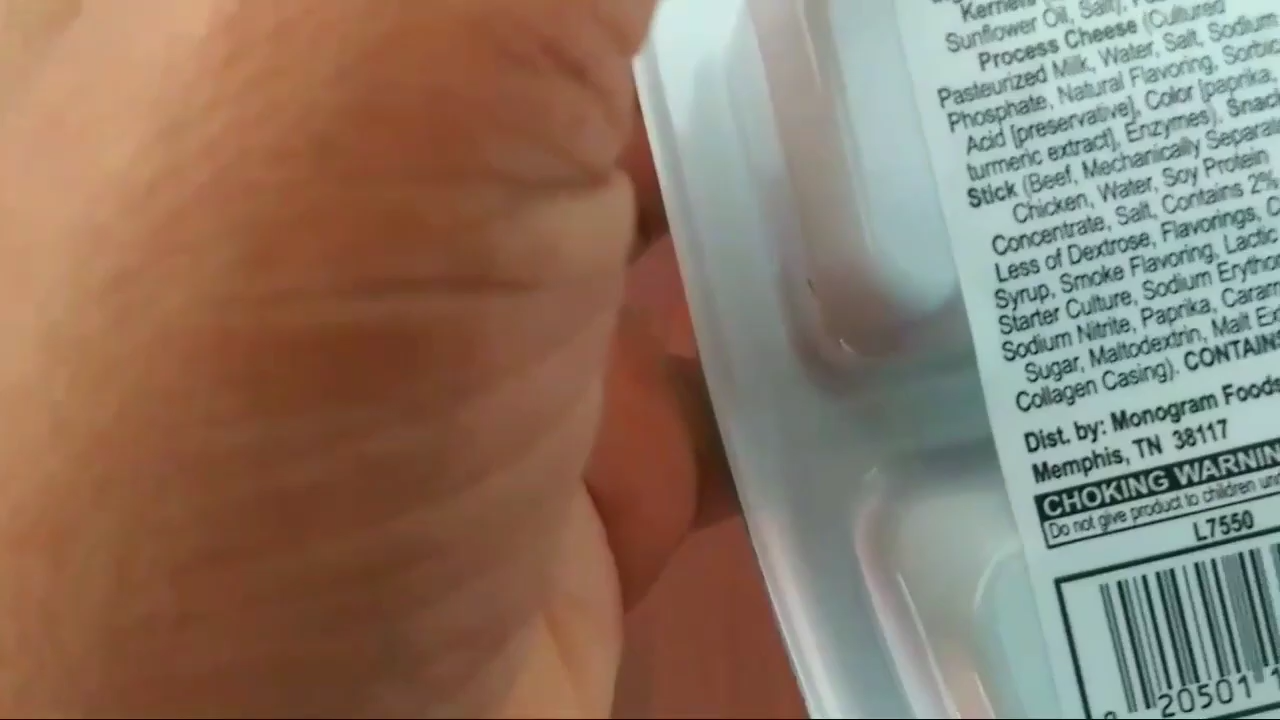 Kernels
Sunflower Oil, Salt),
Process Cheese (Cultured
Pasteurized Milk, Water, Salt, Sodium
Phosphate, Natural Flavoring, Sorbic
Acid [preservative], Color [paprika,
turmeric extract], Enzymes), Snack
Stick (Beef, Mechanically Separat
Chicken, Water, Soy Protein
Concentrate, Salt, Contains 2%
Less of Dextrose, Flavorings, C
Syrup, Smoke Flavoring, Lactic
Starter Culture, Sodium Erythor
Sodium Nitrite, Paprika, Caram
Sugar, Maltodextrin, Malt Ex
Collagen Casing). CONTAINS
Dist. by: Monogram Foods
Memphis, TN 38117
CHOKING WARNIN
Do not give product to children und
L7550
20501